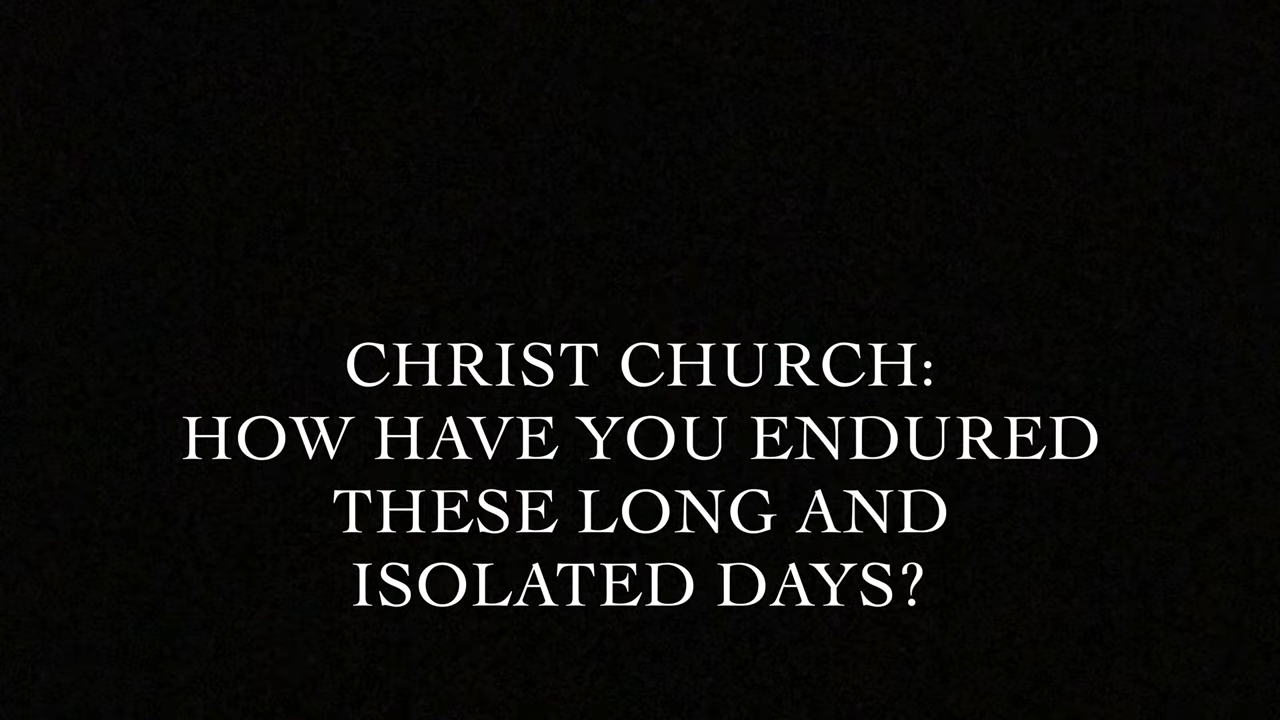 CHRIST CHURCH:
HOW HAVE YOU ENDURED
THESE LONG AND
ISOLATED DAYS?